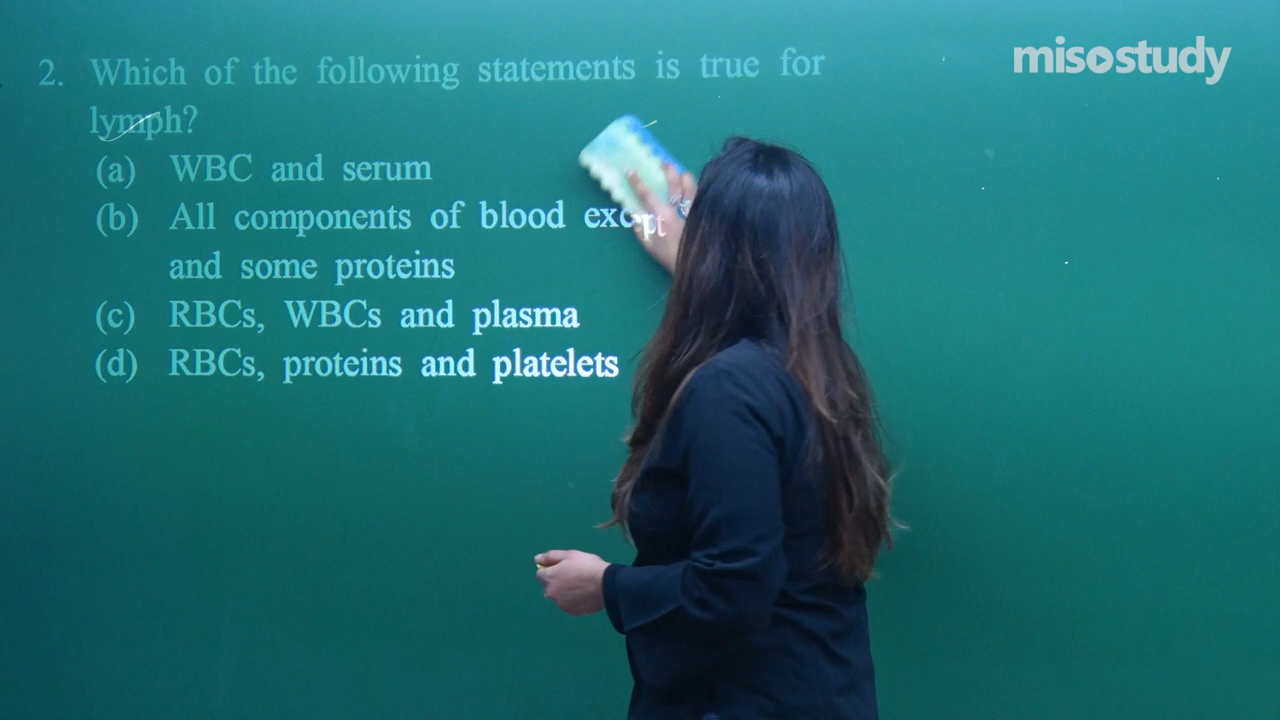 misostudy
2. Which of the following statements is true for
lymph?
(a) WBC and serum
(b) All components of blood except
and some proteins
(c) RBCs, WBCs and plasma
(d) RBCs, proteins and platelets